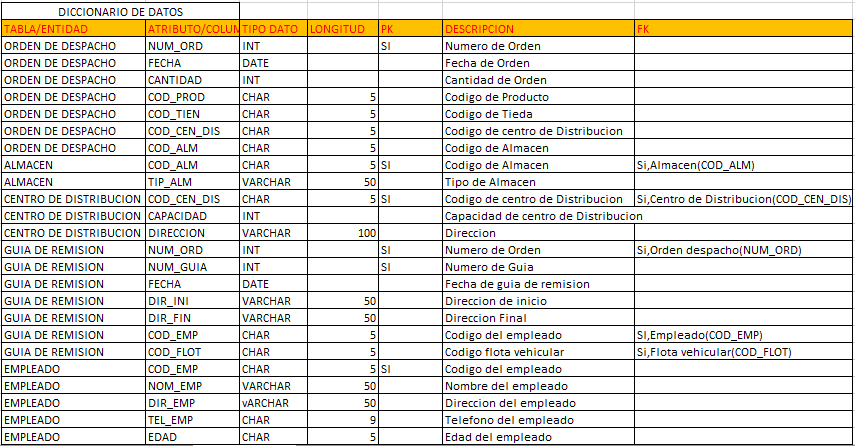 DICCIONARIO DE DATOS
TABLA/ENTIDAD ATRIBUTO/COLUM TIPO DATO LONGITUD PK DESCRIPCION FK
ORDEN DE DESPACHO NUM_ORD INT SI Numero de Orden
ORDEN DE DESPACHO FECHA DATE Fecha de Orden
ORDEN DE DESPACHO CANTIDAD INT Cantidad de Orden
ORDEN DE DESPACHO COD_PROD CHAR 5 Codigo de Producto
ORDEN DE DESPACHO COD_TIEN CHAR 5 Codigo de Tieda
ORDEN DE DESPACHO COD_CEN_DIS CHAR 5 Codigo de centro de Distribucion
ORDEN DE DESPACHO COD_ALM CHAR 5 Codigo de Almacen
ALMACEN COD_ALM CHAR 5 SI Codigo de Almacen Si,Almacen(COD_ALM)
ALMACEN TIP_ALM VARCHAR 50 Tipo de Almacen
CENTRO DE DISTRIBUCION COD_CEN_DIS CHAR 5 SI Codigo de centro de Distribucion Si,Centro de Distribucion(COD_CEN_DIS)
CENTRO DE DISTRIBUCION CAPACIDAD INT Capacidad de centro de Distribucion
CENTRO DE DISTRIBUCION DIRECCION VARCHAR 100 Direccion
GUIA DE REMISION NUM_ORD INT SI Numero de Orden Si,Orden despacho(NUM_ORD)
GUIA DE REMISION NUM_GUIA INT SI Numero de Guia
GUIA DE REMISION FECHA DATE Fecha de guia de remision
GUIA DE REMISION DIR_INI VARCHAR 50 Direccion de inicio
GUIA DE REMISION DIR_FIN VARCHAR 50 Direccion Final
GUIA DE REMISION COD_EMP CHAR 5 Codigo del empleado SI,Empleado(COD_EMP)
GUIA DE REMISION COD_FLOT CHAR 5 Codigo flota vehicular Si,Flota vehicular(COD_FLOT)
EMPLEADO COD_EMP CHAR 5 SI Codigo del empleado
EMPLEADO NOM_EMP VARCHAR 50 Nombre del empleado
EMPLEADO DIR_EMP vARCHAR 50 Direccion del empleado
EMPLEADO TEL_EMP CHAR 9 Telefono del empleado
EMPLEADO EDAD CHAR 5 Edad del empleado